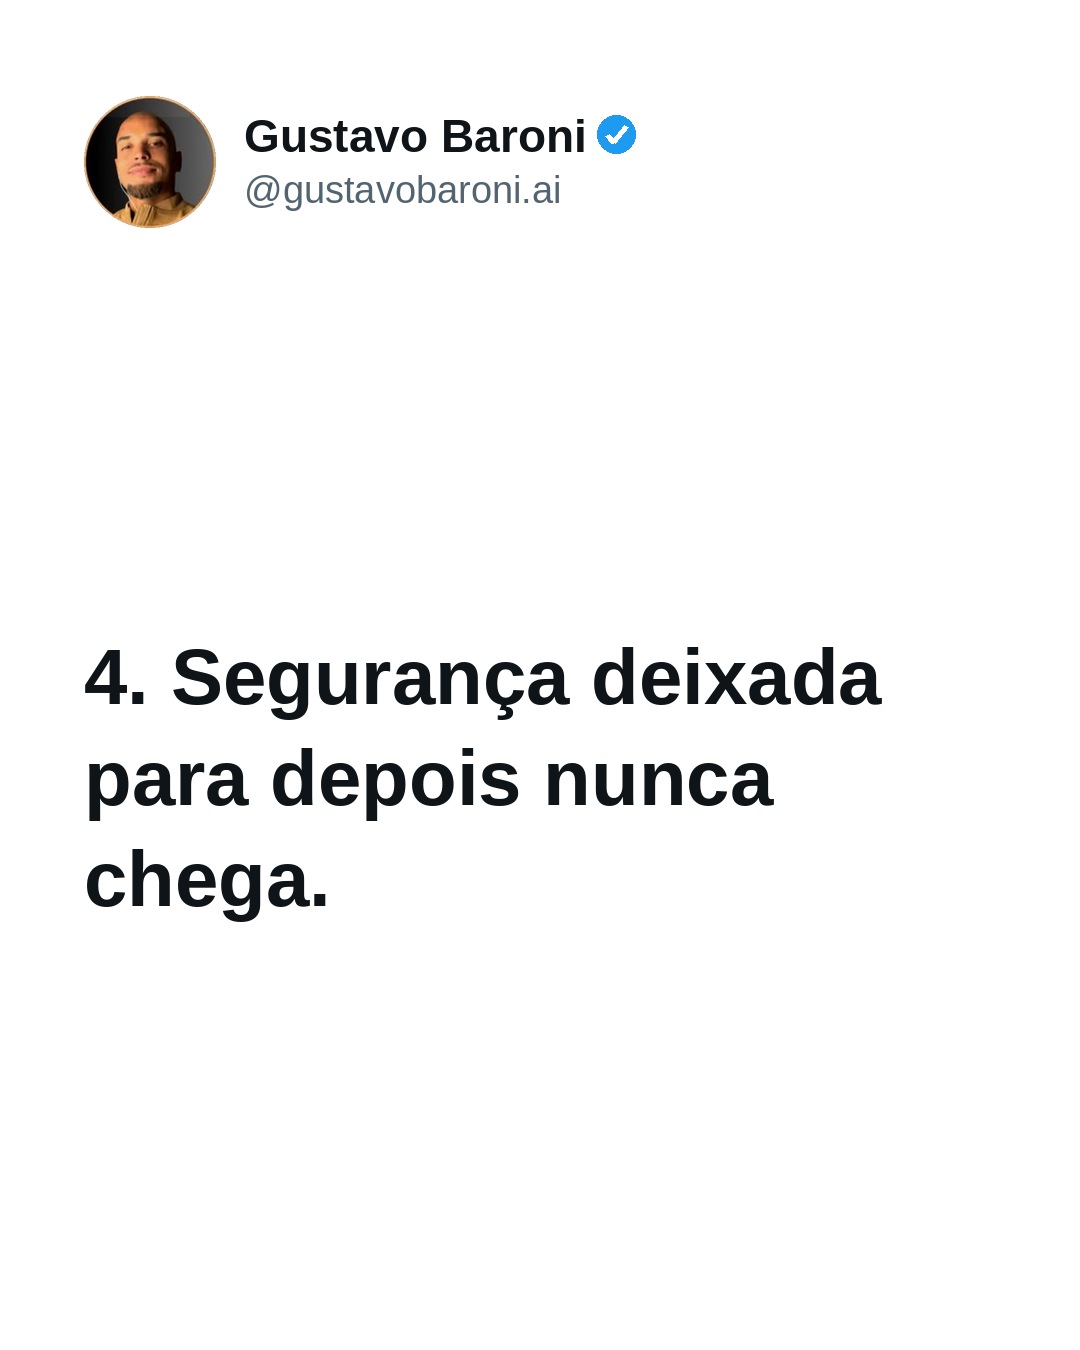 Gustavo Baroni
@gustavobaroni.ai
4. Segurança deixada
para depois nunca
chega.